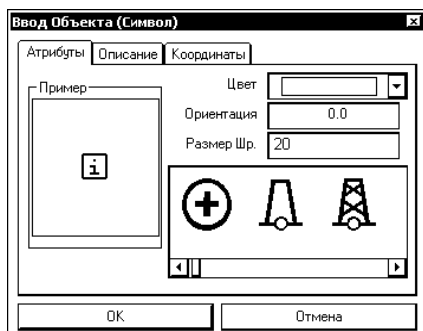 Ввод Объекта (Символ)
Атрибуты Описание Координаты
Пример
Цвет
Ориентация 0.0
Размер Шр. 20
i
OK Отмена